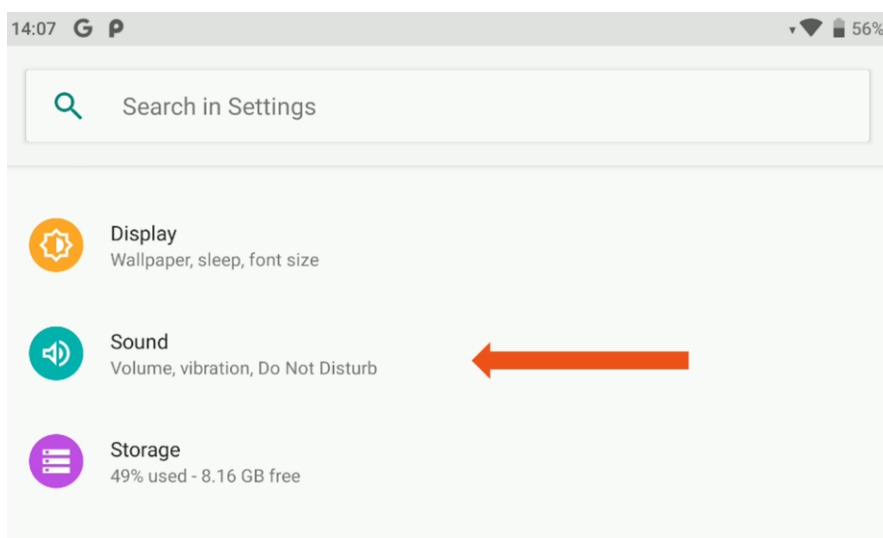 14:07 G P 56%
Search in Settings
Display
Wallpaper, sleep, font size
Sound
Volume, vibration, Do Not Disturb
Storage
49% used - 8.16 GB free